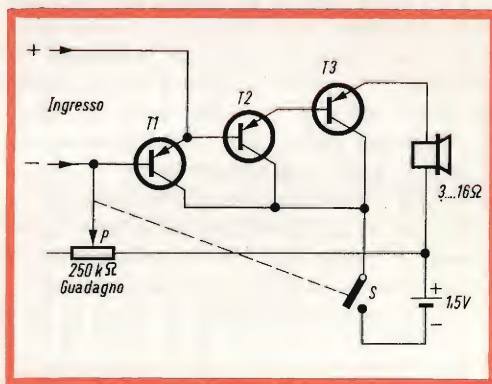 T3
+
T2
Ingresso
T1
−
3....16Ω
P
250 kΩ
Guadagno
S
+
1,5V
−